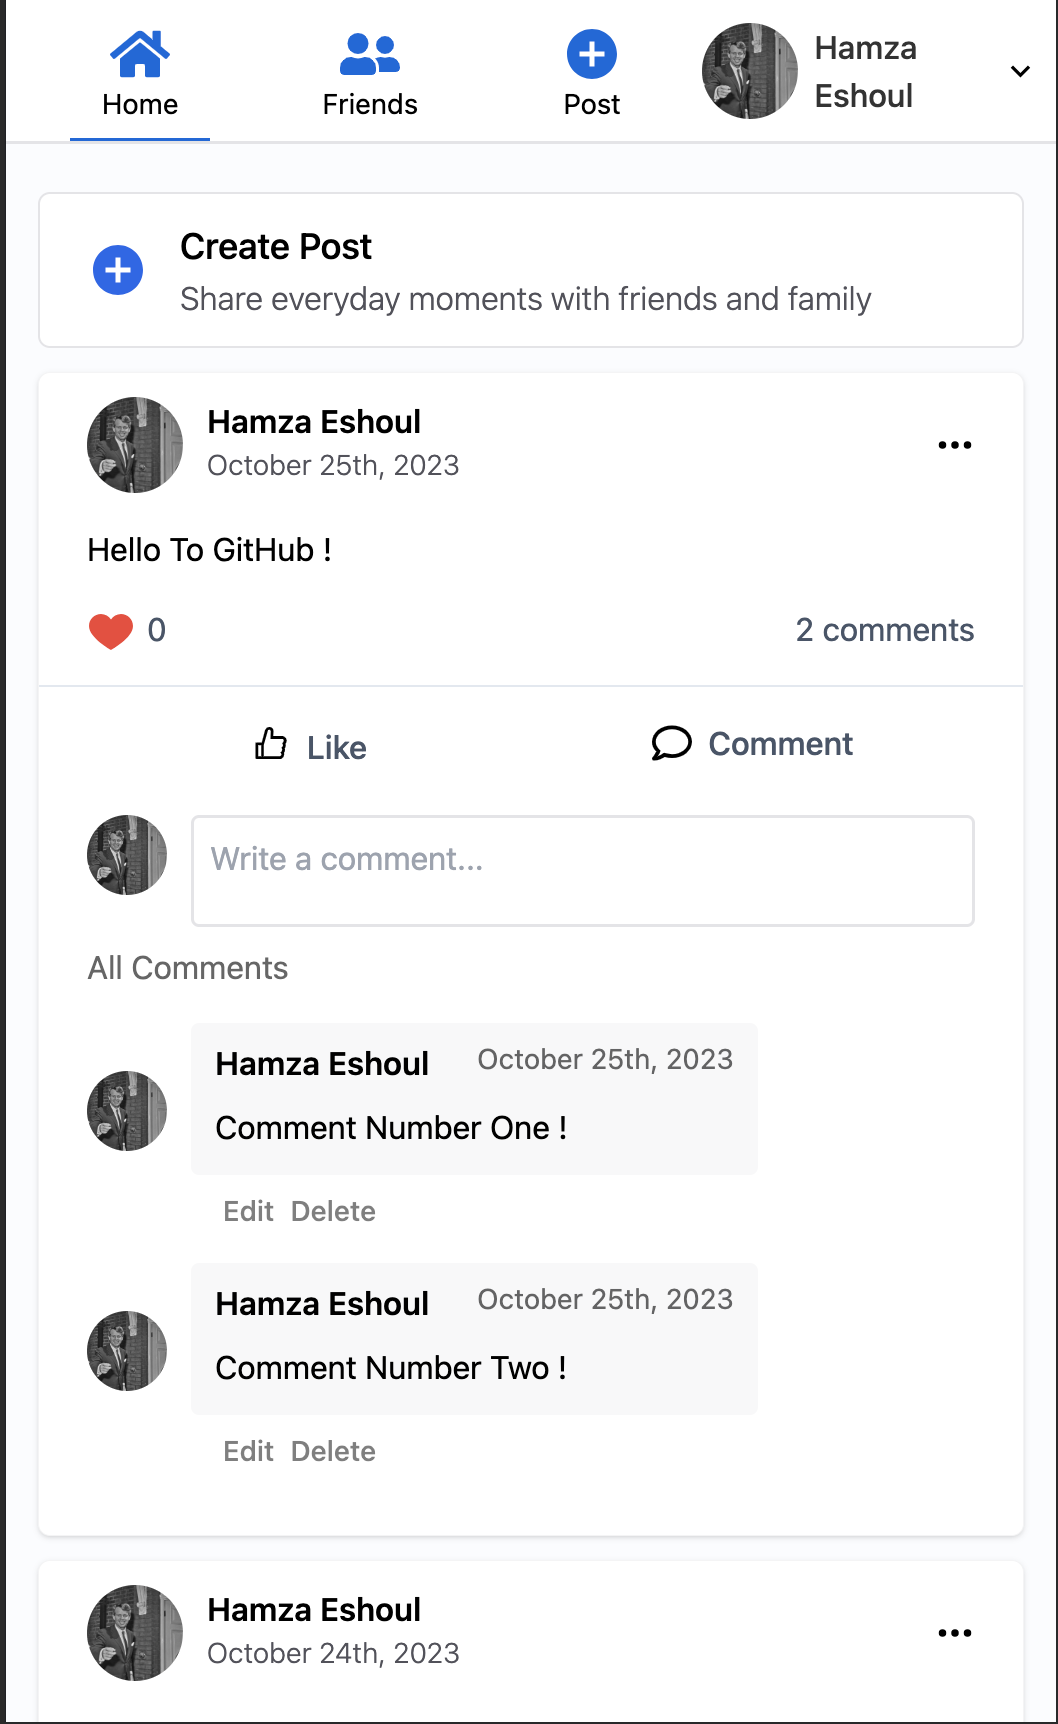 Home
Friends
Post
Hamza
Eshoul
Create Post
Share everyday moments with friends and family
Hamza Eshoul
October 25th, 2023
Hello To GitHub !
0
2 comments
Like
Comment
Write a comment...
All Comments
Hamza Eshoul October 25th, 2023
Comment Number One !
Edit Delete
Hamza Eshoul October 25th, 2023
Comment Number Two !
Edit Delete
Hamza Eshoul
October 24th, 2023